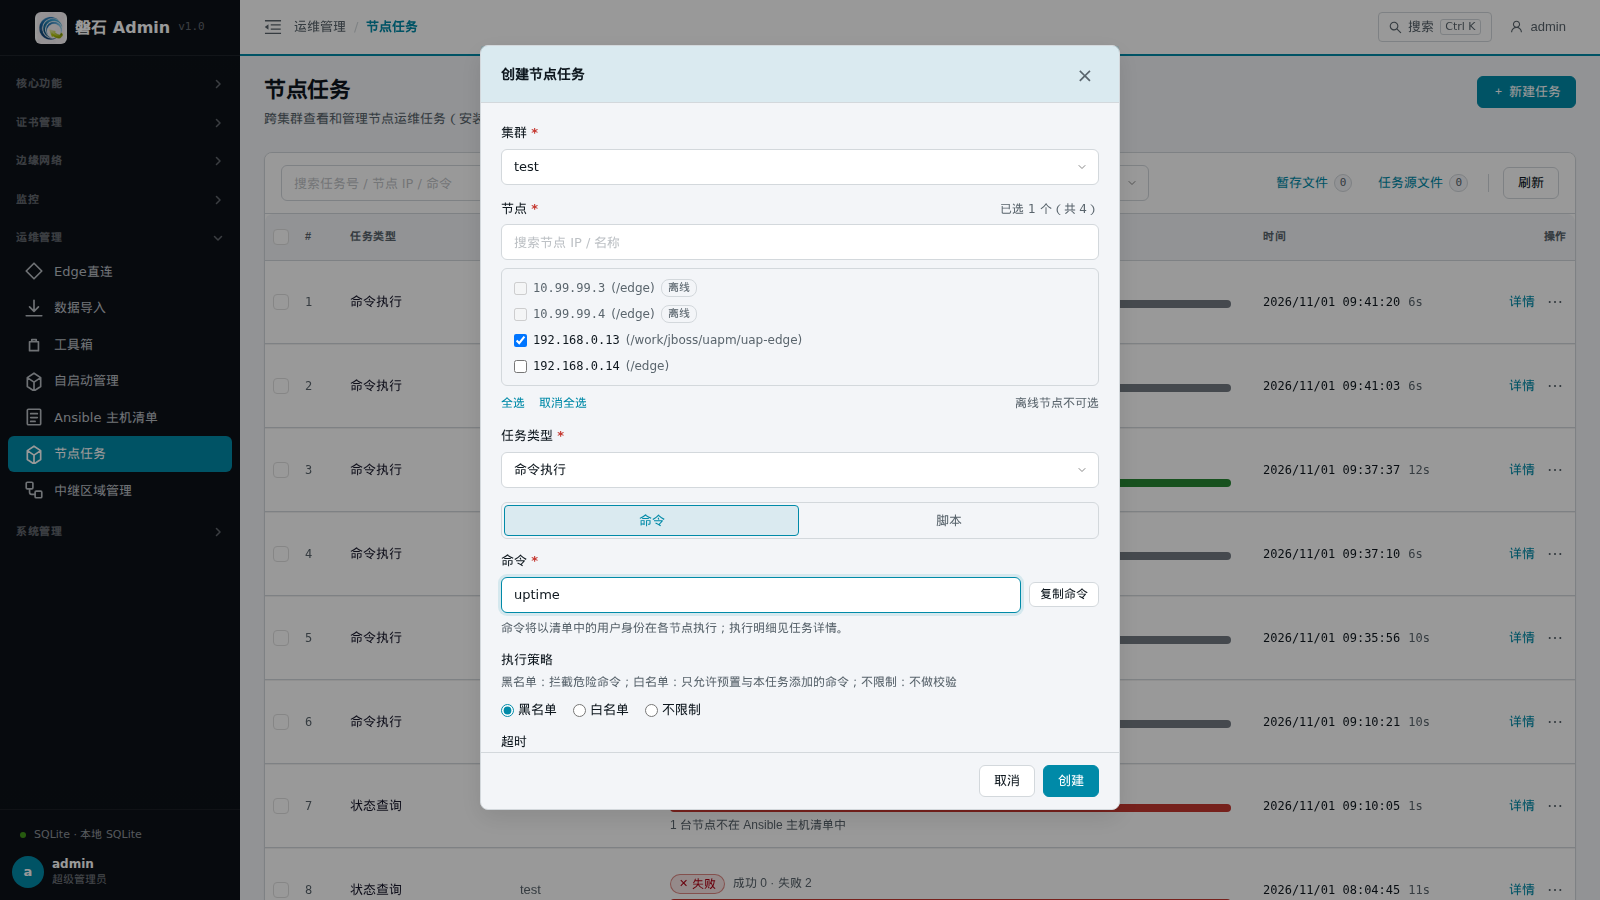 磐石 Admin v1.0
核心功能
证书管理
边缘网络
监控
运维管理
Edge直连
数据导入
工具箱
自启动管理
Ansible 主机清单
节点任务
中继区域管理
系统管理
SQLite · 本地 SQLite
a
admin
超级管理员
运维管理 / 节点任务
搜索 Ctrl K
admin
节点任务
跨集群查看和管理节点运维任务（安装
+ 新建任务
搜索任务号 / 节点 IP / 命令
暂存文件 0
任务源文件 0
刷新
# 任务类型 时间 操作
1 命令执行 2026/11/01 09:41:20 6s 详情 ···
2 命令执行 2026/11/01 09:41:03 6s 详情 ···
3 命令执行 2026/11/01 09:37:37 12s 详情 ···
4 命令执行 2026/11/01 09:37:10 6s 详情 ···
5 命令执行 2026/11/01 09:35:56 10s 详情 ···
6 命令执行 2026/11/01 09:10:21 10s 详情 ···
7 状态查询 2026/11/01 09:10:05 1s 详情 ···
1 台节点不在 Ansible 主机清单中
8 状态查询 test ✕ 失败 成功 0 · 失败 2 2026/11/01 08:04:45 11s 详情 ···
创建节点任务
集群 *
test
节点 * 已选 1 个（共 4）
搜索节点 IP / 名称
10.99.99.3 (/edge) 离线
10.99.99.4 (/edge) 离线
192.168.0.13 (/work/jboss/uapm/uap-edge)
192.168.0.14 (/edge)
全选 取消全选 离线节点不可选
任务类型 *
命令执行
命令 脚本
命令 *
uptime 复制命令
命令将以清单中的用户身份在各节点执行；执行明细见任务详情。
执行策略
黑名单：拦截危险命令；白名单：只允许预置与本任务添加的命令；不限制：不做校验
黑名单 白名单 不限制
超时
取消 创建